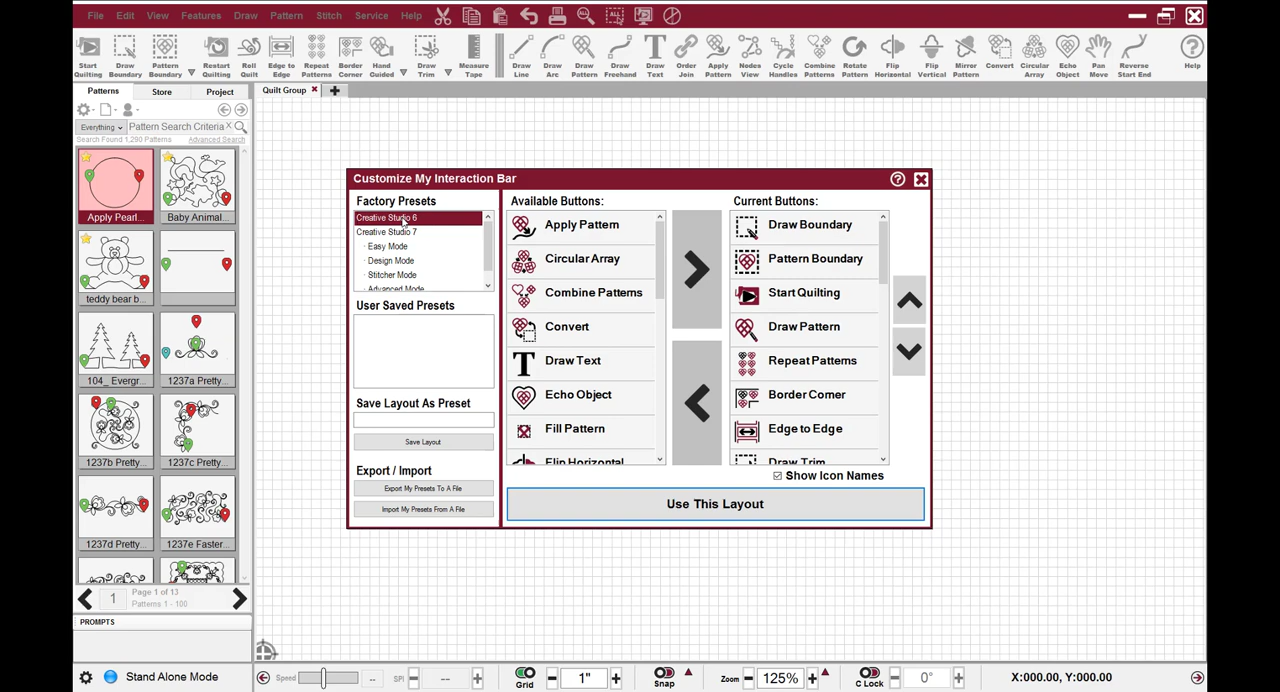 File Edit View Features Draw Pattern Stitch Service Help
Start Quilting Draw Boundary Pattern Boundary Restart Quilting Roll Quilt Edge to Edge Repeat Patterns Border Corner Hand Guided Draw Trim Measure Tape Draw Line Draw Arc Draw Pattern Draw Freehand Draw Text Order Join Apply Pattern Nodes View Cycle Handles Combine Patterns Rotate Pattern Flip Horizontal Flip Vertical Mirror Pattern Convert Circular Array Echo Object Pan Move Reverse Start End Help
Patterns Store Project
Quilt Group
Everything Pattern Search Criteria X
Search Found 1,290 Patterns Advanced Search
Apply Pearl... Baby Animal...
teddy bear b...
104_ Evergr... 1237a Pretty...
1237b Pretty... 1237c Pretty...
1237d Pretty... 1237e Faster...
1 Page 1 of 13
Patterns 1 - 100
PROMPTS
Customize My Interaction Bar
Factory Presets
Creative Studio 6
Creative Studio 7
- Easy Mode
- Design Mode
- Stitcher Mode
- Advanced Mode
User Saved Presets
Save Layout As Preset
Save Layout
Export / Import
Export My Presets To A File
Import My Presets From A File
Available Buttons:
Apply Pattern
Circular Array
Combine Patterns
Convert
Draw Text
Echo Object
Fill Pattern
Flip Horizontal
Current Buttons:
Draw Boundary
Pattern Boundary
Start Quilting
Draw Pattern
Repeat Patterns
Border Corner
Edge to Edge
Draw Trim
Show Icon Names
Use This Layout
Stand Alone Mode Speed -- SPI -- Grid 1" Snap Zoom 125% C Lock 0° X:000.00, Y:000.00